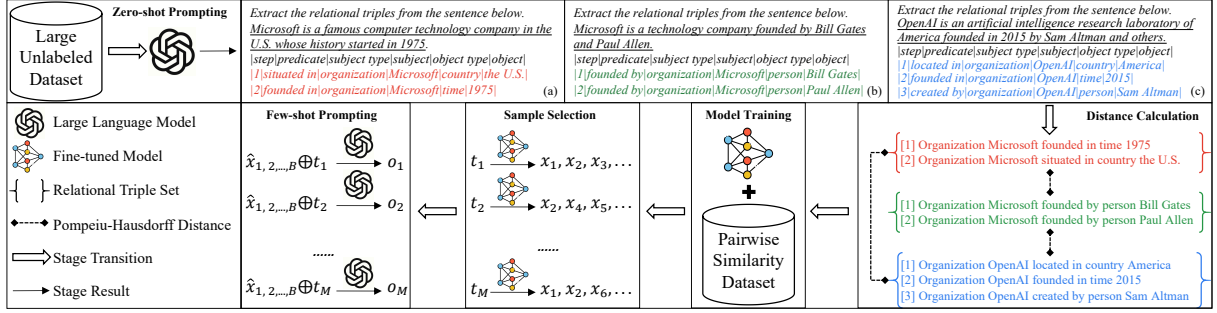 Zero-shot Prompting
Large
Unlabeled
Dataset
Extract the relational triples from the sentence below.
Microsoft is a famous computer technology company in the
U.S. whose history started in 1975.
|step|predicate|subject type|subject|object type|object|
|1|situated in|organization|Microsoft|country|the U.S.|
|2|founded in|organization|Microsoft|time|1975|
(a)
Extract the relational triples from the sentence below.
Microsoft is a technology company founded by Bill Gates
and Paul Allen.
|step|predicate|subject type|subject|object type|object|
|1|founded by|organization|Microsoft|person|Bill Gates|
|2|founded by|organization|Microsoft|person|Paul Allen|
(b)
Extract the relational triples from the sentence below.
OpenAI is an artificial intelligence research laboratory of
America founded in 2015 by Sam Altman and others.
|step|predicate|subject type|subject|object type|object|
|1|located in|organization|OpenAI|country|America|
|2|founded in|organization|OpenAI|time|2015|
|3|created by|organization|OpenAI|person|Sam Altman|
(c)
Large Language Model
Fine-tuned Model
Relational Triple Set
Pompeiu-Hausdorff Distance
Stage Transition
Stage Result
Few-shot Prompting
x̂1, 2,...,B⊕t1 o1
x̂1, 2,...,B⊕t2 o2
......
x̂1, 2,...,B⊕tM oM
Sample Selection
t1 x1, x2, x3, . . .
t2 x2, x4, x5, . . .
......
tM x1, x2, x6, . . .
Model Training
+
Pairwise
Similarity
Dataset
Distance Calculation
[1] Organization Microsoft founded in time 1975
[2] Organization Microsoft situated in country the U.S.
[1] Organization Microsoft founded by person Bill Gates
[2] Organization Microsoft founded by person Paul Allen
[1] Organization OpenAI located in country America
[2] Organization OpenAI founded in time 2015
[3] Organization OpenAI created by person Sam Altman